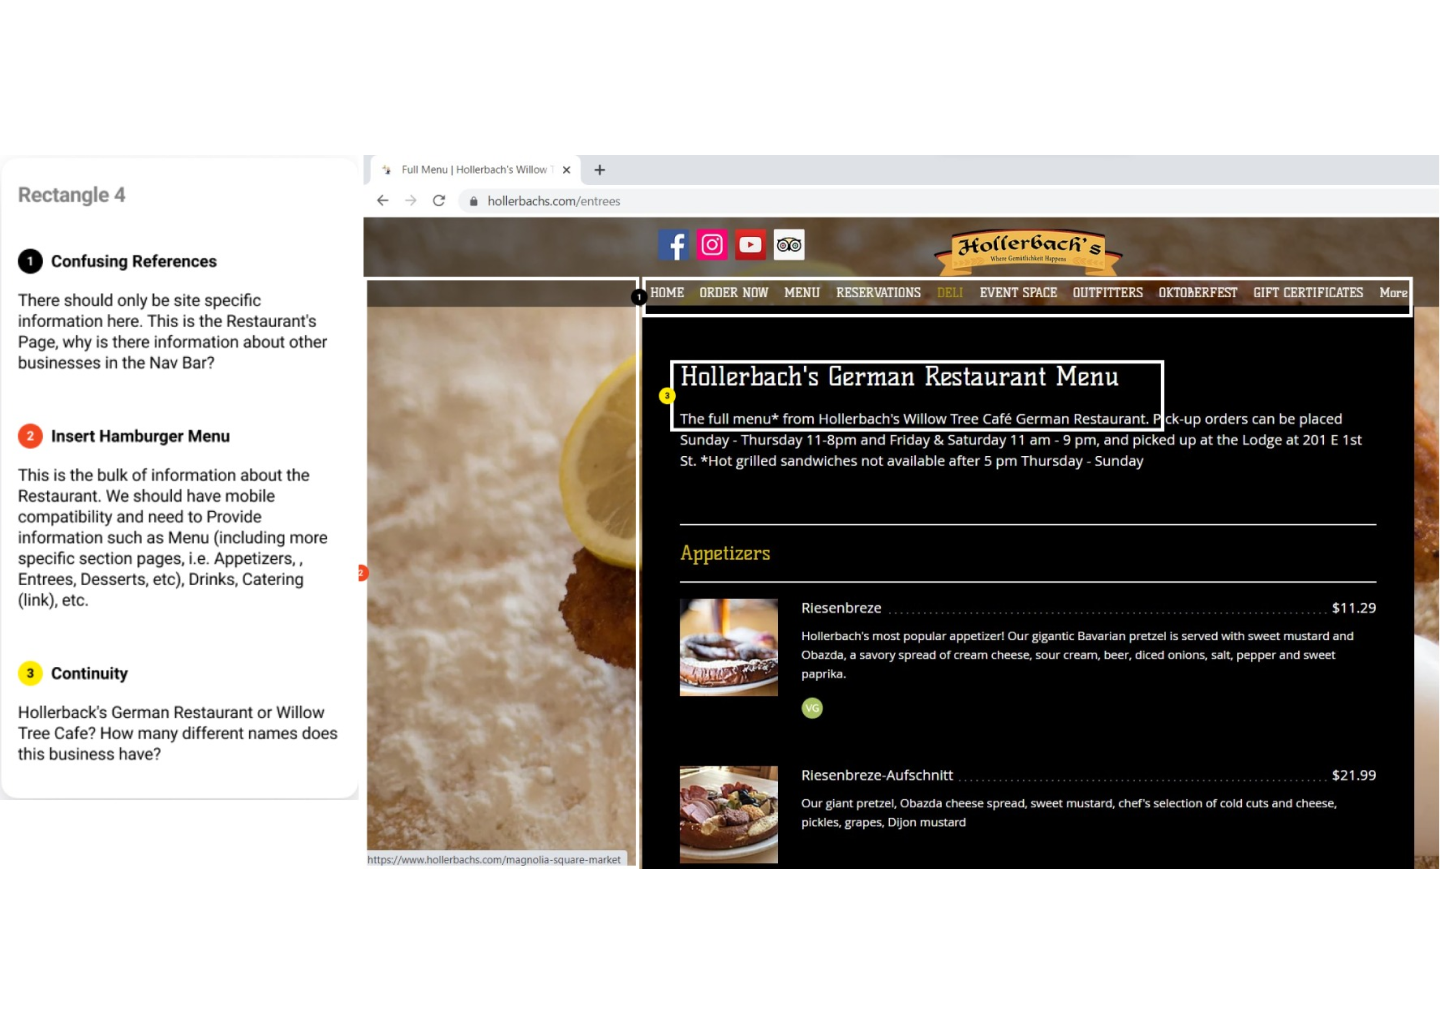 Rectangle 4
1 Confusing References
There should only be site specific
information here. This is the Restaurant's
Page, why is there information about other
businesses in the Nav Bar?
2 Insert Hamburger Menu
This is the bulk of information about the
Restaurant. We should have mobile
compatibility and need to Provide
information such as Menu (including more
specific section pages, i.e. Appetizers, ,
Entrees, Desserts, etc), Drinks, Catering
(link), etc.
3 Continuity
Hollerback's German Restaurant or Willow
Tree Cafe? How many different names does
this business have?
Full Menu | Hollerbach's Willow T
hollerbachs.com/entrees
Hollerbach's
Where Gemütlichkeit Happens
1
HOME ORDER NOW MENU RESERVATIONS DELI EVENT SPACE OUTFITTERS OKTOBERFEST GIFT CERTIFICATES More
Hollerbach's German Restaurant Menu
3
The full menu* from Hollerbach's Willow Tree Café German Restaurant. Pick-up orders can be placed
Sunday - Thursday 11-8pm and Friday & Saturday 11 am - 9 pm, and picked up at the Lodge at 201 E 1st
St. *Hot grilled sandwiches not available after 5 pm Thursday - Sunday
Appetizers
2
Riesenbreze $11.29
Hollerbach's most popular appetizer! Our gigantic Bavarian pretzel is served with sweet mustard and
Obazda, a savory spread of cream cheese, sour cream, beer, diced onions, salt, pepper and sweet
paprika.
VG
Riesenbreze-Aufschnitt $21.99
Our giant pretzel, Obazda cheese spread, sweet mustard, chef's selection of cold cuts and cheese,
pickles, grapes, Dijon mustard
https://www.hollerbachs.com/magnolia-square-market